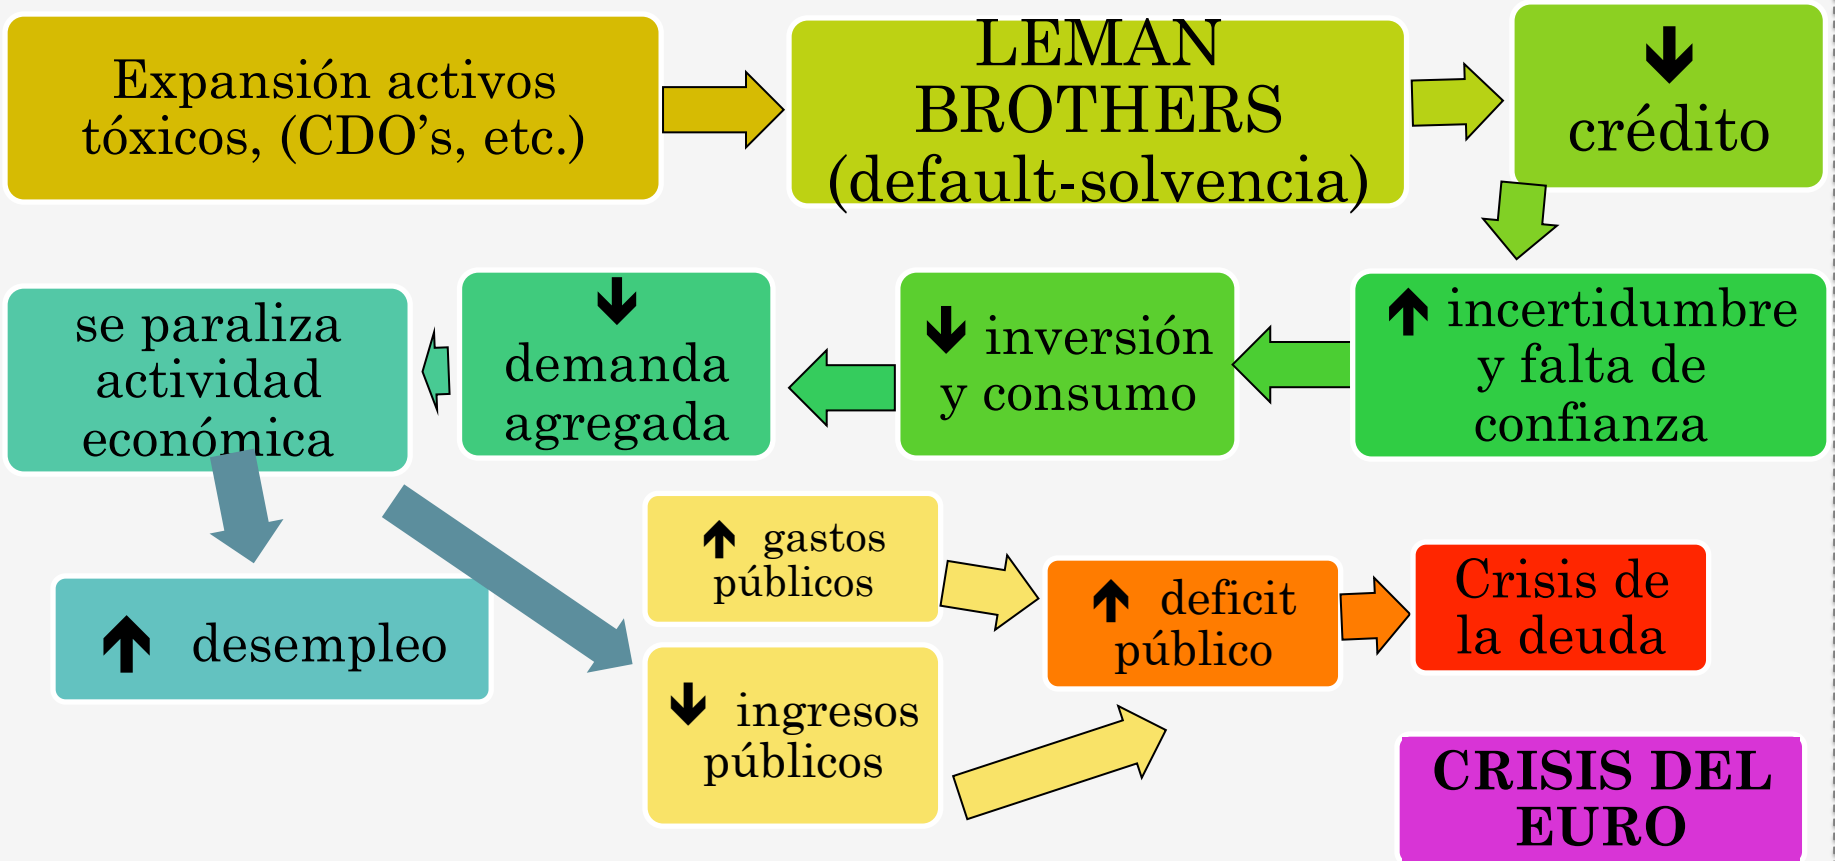 Expansión activos
tóxicos, (CDO’s, etc.)
LEMAN
BROTHERS
(default-solvencia)
🡻
crédito
🡹 incertidumbre
y falta de
confianza
🡻 inversión
y consumo
🡻
demanda
agregada
se paraliza
actividad
económica
🡹 desempleo
🡹 gastos
públicos
🡻 ingresos
públicos
🡹 deficit
público
Crisis de
la deuda
CRISIS DEL
EURO